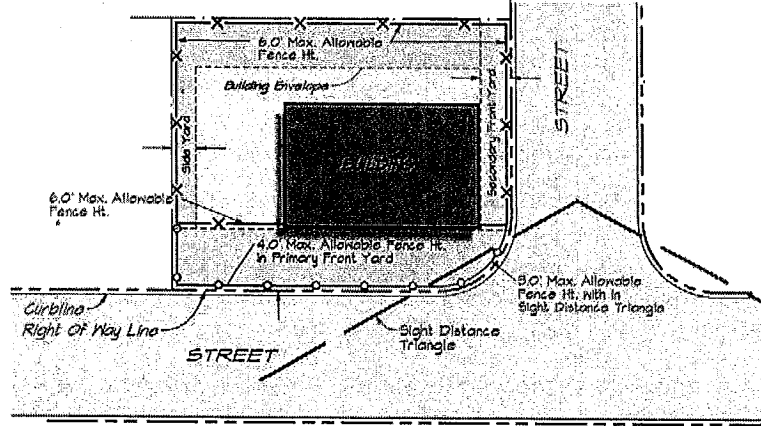 6.0' Max. Allowable
Fence Ht.
Building Envelope
STREET
Side Yard
Secondary Front Yard
BUILDING
6.0' Max. Allowable
Fence Ht.
4.0' Max. Allowable Fence Ht.
in Primary Front Yard
3.0' Max. Allowable
Fence Ht. with in
Sight Distance Triangle
Curbline
Right Of Way Line
Sight Distance
Triangle
STREET